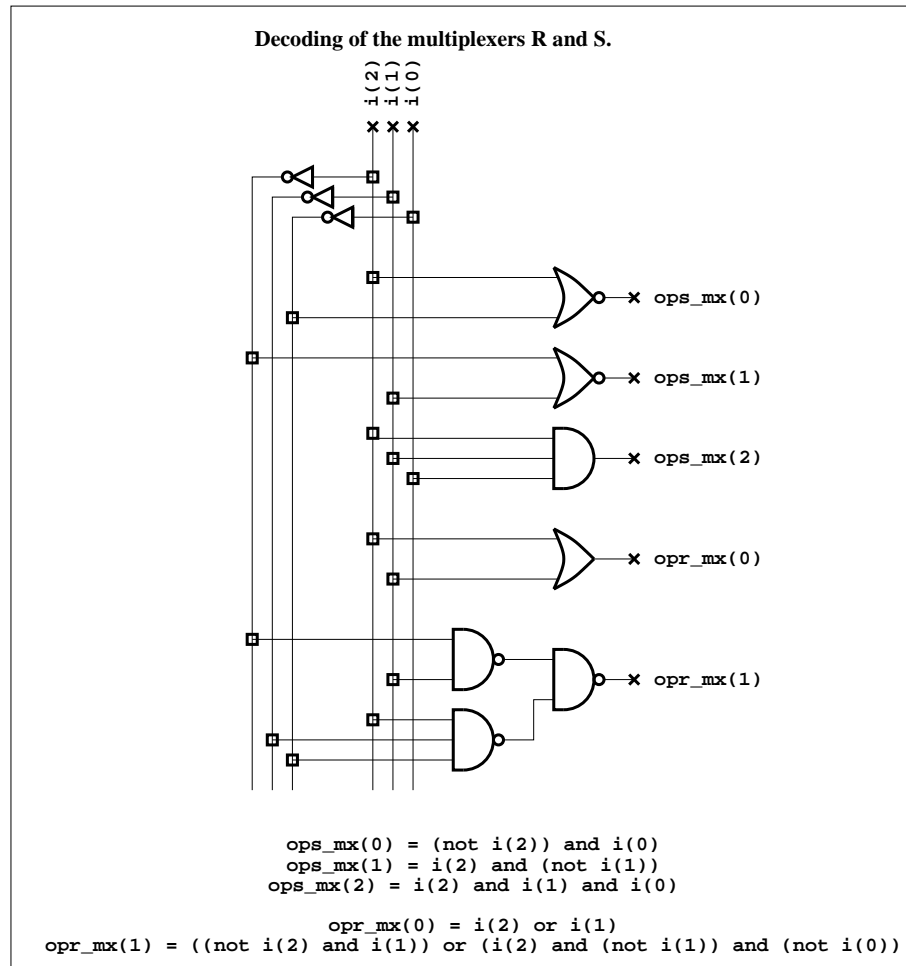 Decoding of the multiplexers R and S.
i(2)
i(1)
i(0)
ops_mx(0)
ops_mx(1)
ops_mx(2)
opr_mx(0)
opr_mx(1)
ops_mx(0) = (not i(2)) and i(0)
ops_mx(1) = i(2) and (not i(1))
ops_mx(2) = i(2) and i(1) and i(0)
opr_mx(0) = i(2) or i(1)
opr_mx(1) = ((not i(2) and i(1)) or (i(2) and (not i(1)) and (not i(0))